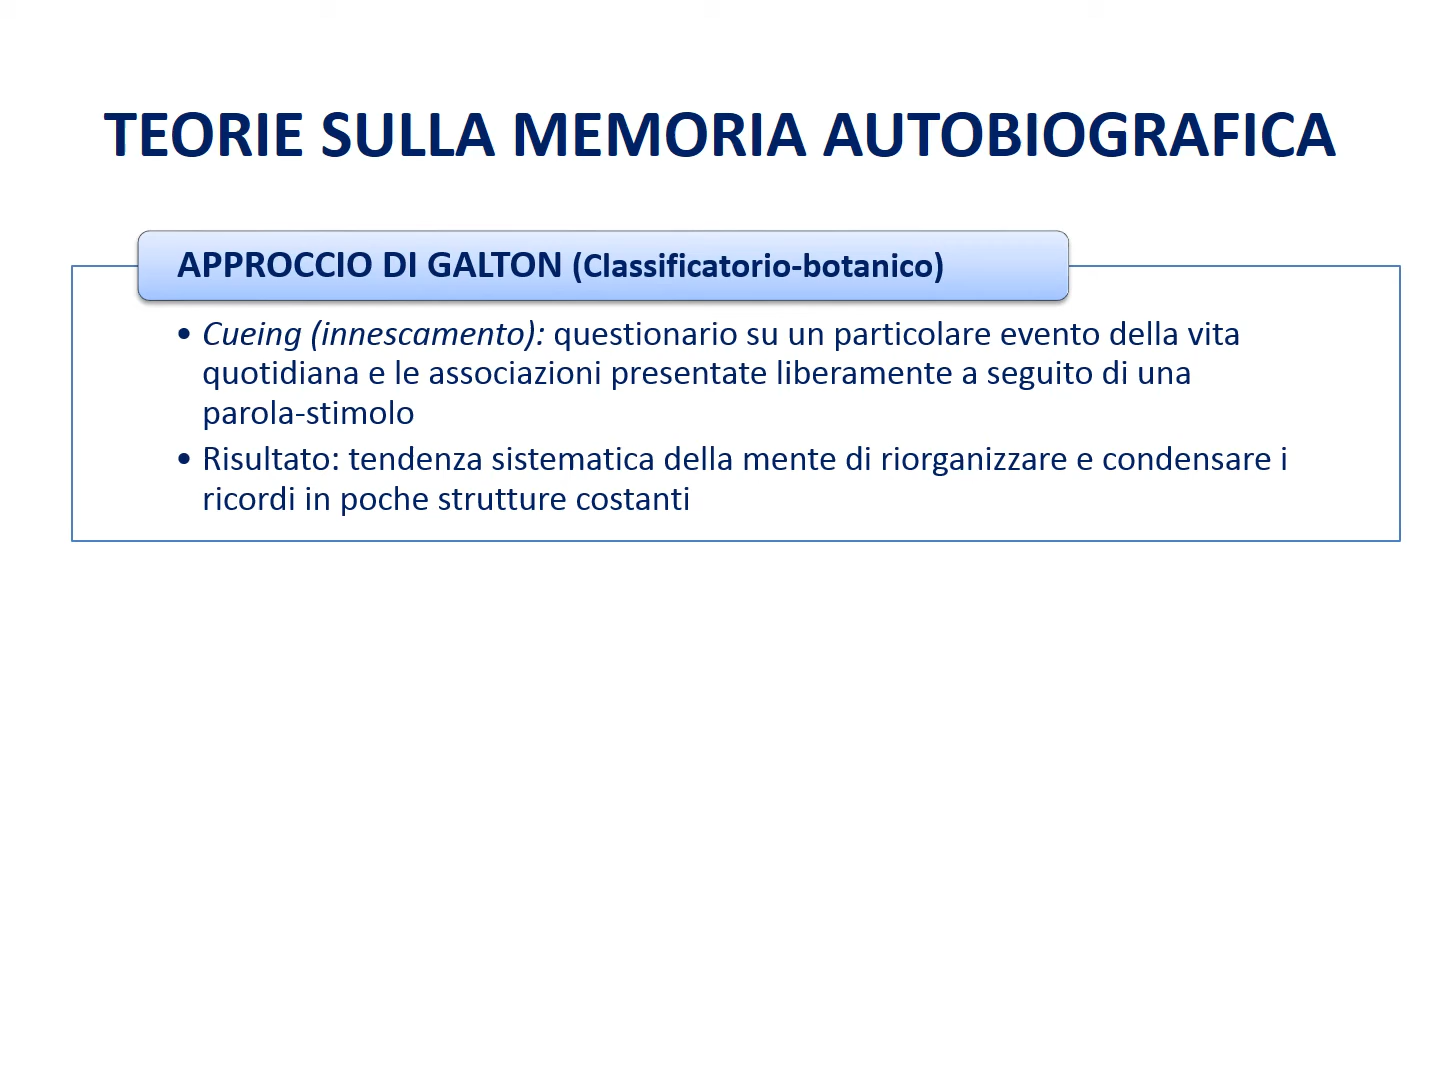 TEORIE SULLA MEMORIA AUTOBIOGRAFICA
APPROCCIO DI GALTON (Classificatorio-botanico)
• Cueing (innescamento): questionario su un particolare evento della vita
quotidiana e le associazioni presentate liberamente a seguito di una
parola-stimolo
• Risultato: tendenza sistematica della mente di riorganizzare e condensare i
ricordi in poche strutture costanti